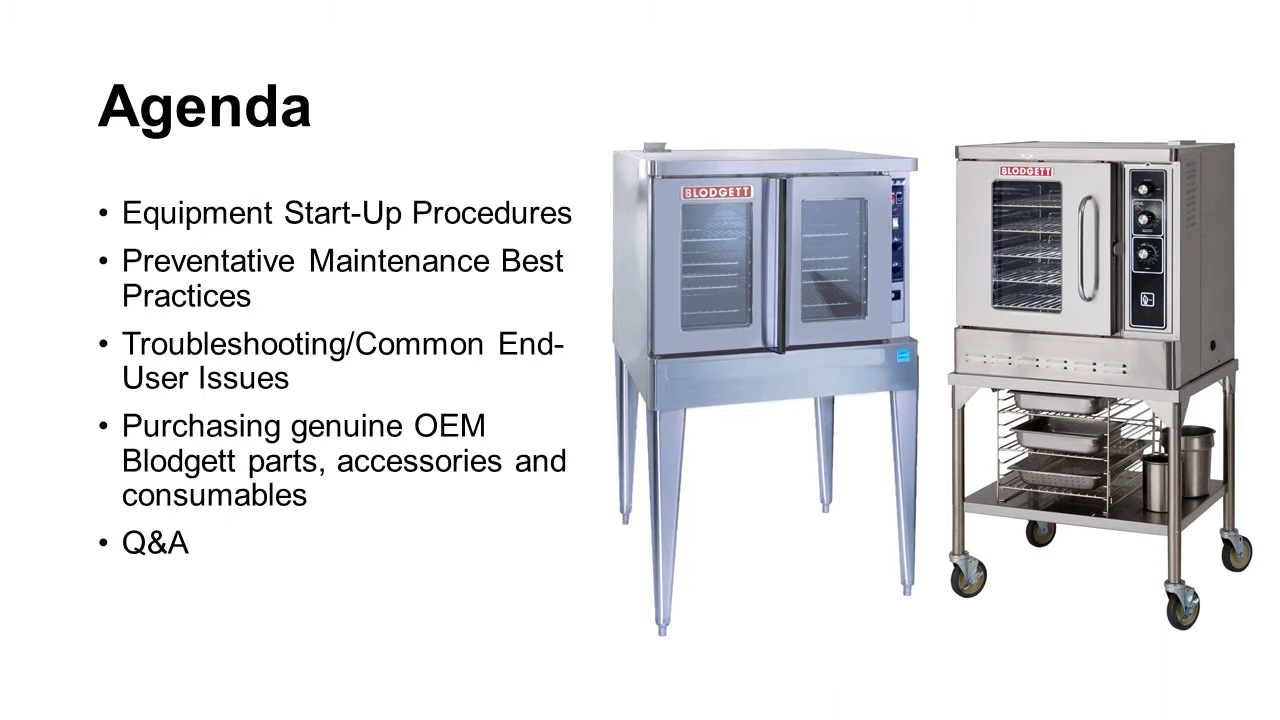 Agenda
• Equipment Start-Up Procedures
• Preventative Maintenance Best
Practices
• Troubleshooting/Common End-
User Issues
• Purchasing genuine OEM
Blodgett parts, accessories and
consumables
• Q&A
BLODGETT
BLODGETT